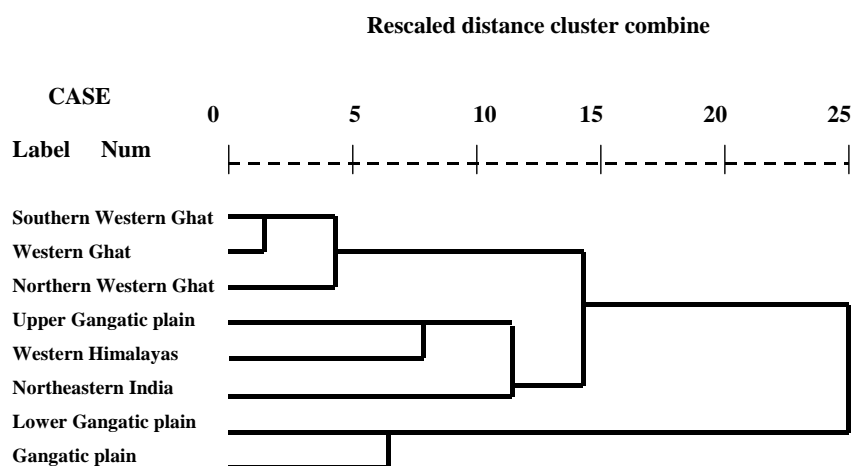 Rescaled distance cluster combine
CASE
0 5 10 15 20 25
Label Num
Southern Western Ghat
Western Ghat
Northern Western Ghat
Upper Gangatic plain
Western Himalayas
Northeastern India
Lower Gangatic plain
Gangatic plain